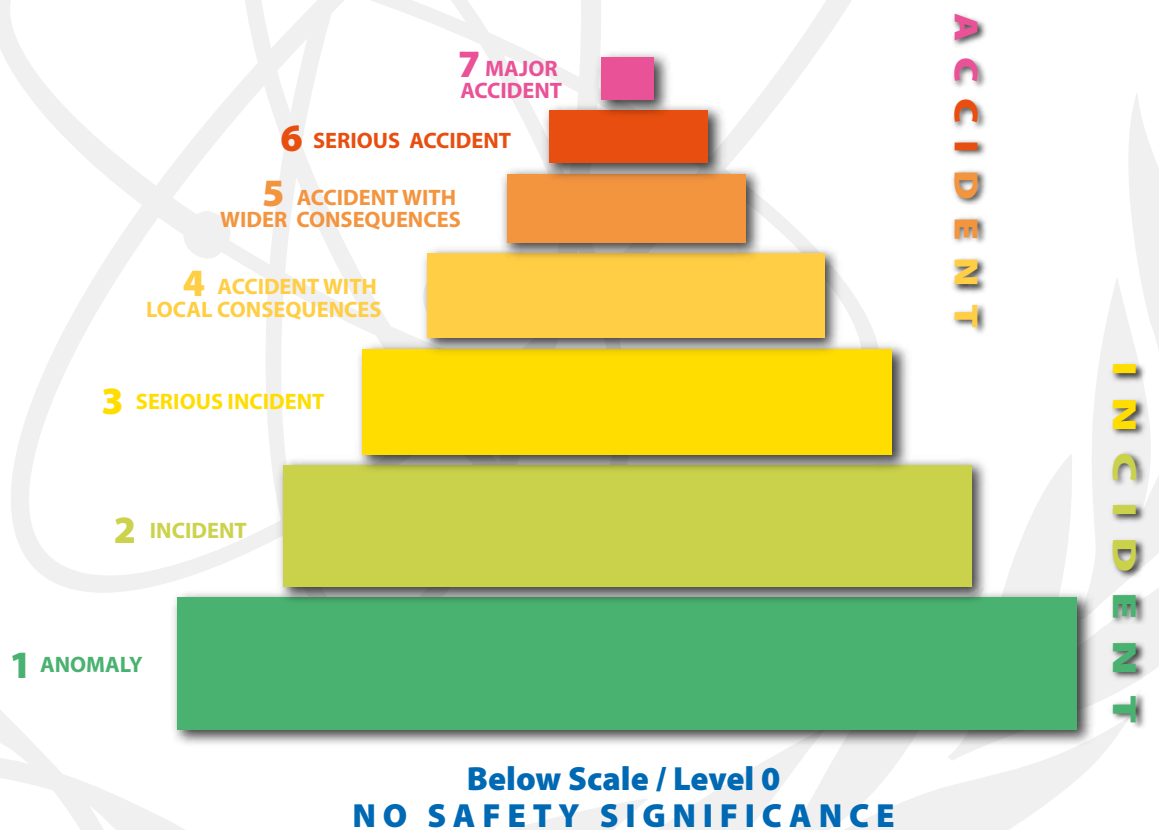 7 MAJOR
ACCIDENT
6 SERIOUS ACCIDENT
5 ACCIDENT WITH
WIDER CONSEQUENCES
4 ACCIDENT WITH
LOCAL CONSEQUENCES
3 SERIOUS INCIDENT
2 INCIDENT
1 ANOMALY
ACCIDENT
INCIDENT
Below Scale / Level 0
NO SAFETY SIGNIFICANCE